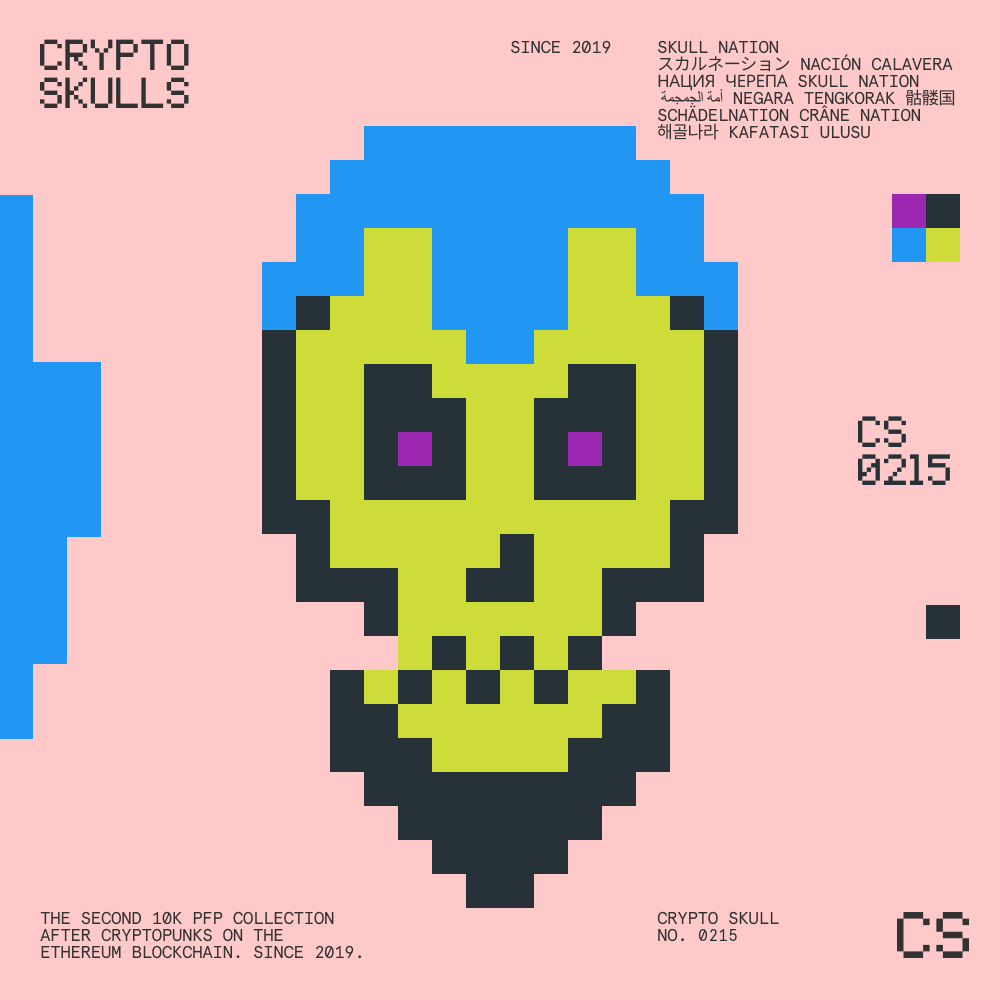 CRYPTO
SKULLS
SINCE 2019
SKULL NATION
スカルネーション NACIÓN CALAVERA
НАЦИЯ ЧЕРЕПА SKULL NATION
أمة الجمجمة NEGARA TENGKORAK 骷髅国
SCHÄDELNATION CRÂNE NATION
해골나라 KAFATASI ULUSU
CS
0215
THE SECOND 10K PFP COLLECTION
AFTER CRYPTOPUNKS ON THE
ETHEREUM BLOCKCHAIN. SINCE 2019.
CRYPTO SKULL
NO. 0215
CS